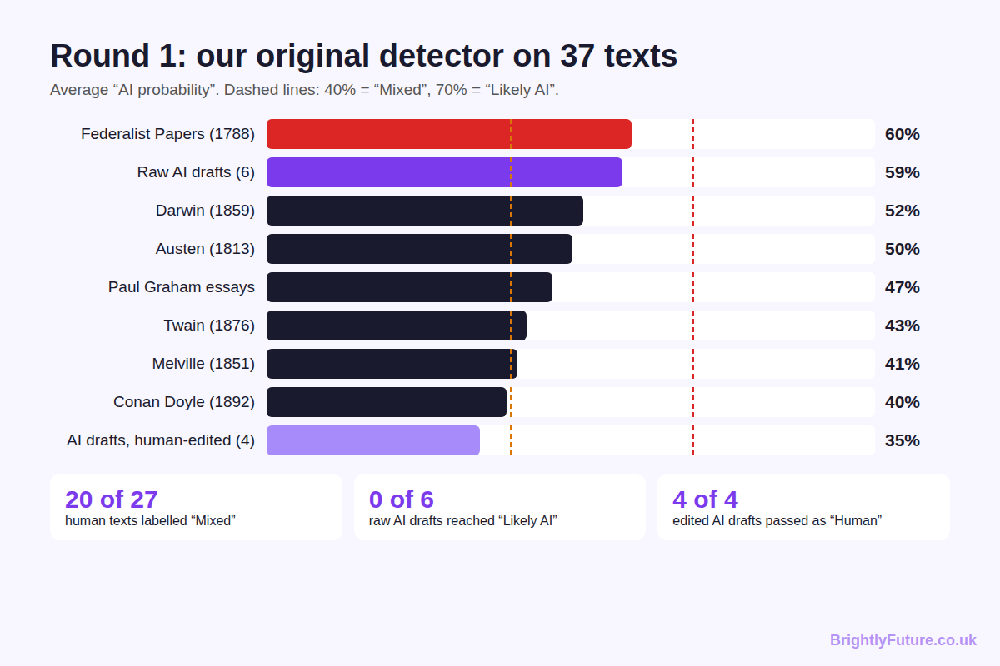 Round 1: our original detector on 37 texts
Average “AI probability”. Dashed lines: 40% = “Mixed”, 70% = “Likely AI”.
Federalist Papers (1788) 60%
Raw AI drafts (6) 59%
Darwin (1859) 52%
Austen (1813) 50%
Paul Graham essays 47%
Twain (1876) 43%
Melville (1851) 41%
Conan Doyle (1892) 40%
AI drafts, human-edited (4) 35%
20 of 27
human texts labelled “Mixed”
0 of 6
raw AI drafts reached “Likely AI”
4 of 4
edited AI drafts passed as “Human”
BrightlyFuture.co.uk